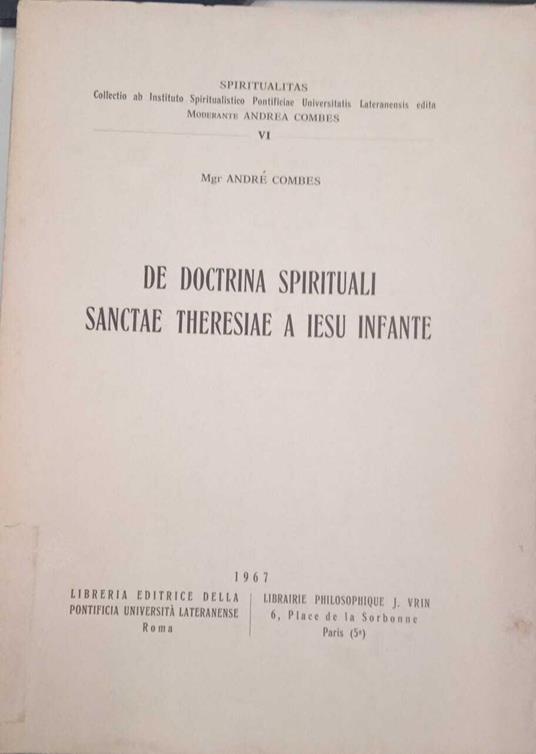 SPIRITUALITAS
Collectio ab Instituto Spiritualistico Pontificiae Universitatis Lateranensis edita
MODERANTE ANDREA COMBES
VI
Mgr ANDRÉ COMBES
DE DOCTRINA SPIRITUALI
SANCTAE THERESIAE A IESU INFANTE
1967
LIBRERIA EDITRICE DELLA
PONTIFICIA UNIVERSITÀ LATERANENSE
Roma
LIBRAIRIE PHILOSOPHIQUE J. VRIN
6, Place de la Sorbonne
Paris (5e)